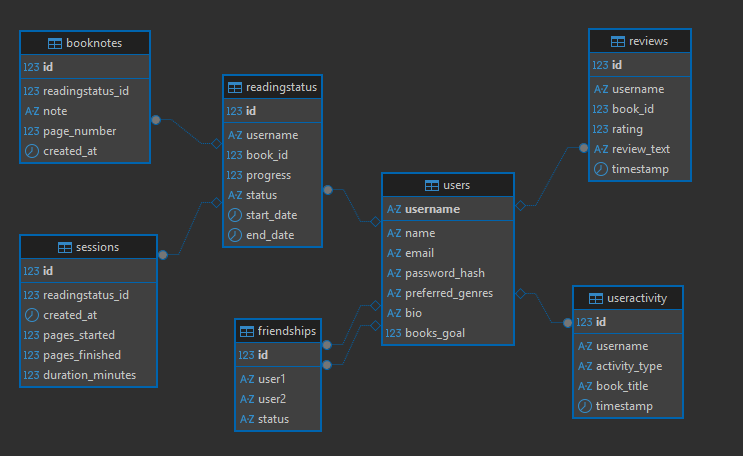 booknotes
123 id
123 readingstatus_id
A-Z note
123 page_number
created_at
readingstatus
123 id
A-Z username
123 book_id
123 progress
A-Z status
start_date
end_date
reviews
123 id
A-Z username
123 book_id
123 rating
A-Z review_text
timestamp
users
A-Z username
A-Z name
A-Z email
A-Z password_hash
A-Z preferred_genres
A-Z bio
123 books_goal
sessions
123 id
123 readingstatus_id
created_at
123 pages_started
123 pages_finished
123 duration_minutes
friendships
123 id
A-Z user1
A-Z user2
A-Z status
useractivity
123 id
A-Z username
A-Z activity_type
A-Z book_title
timestamp